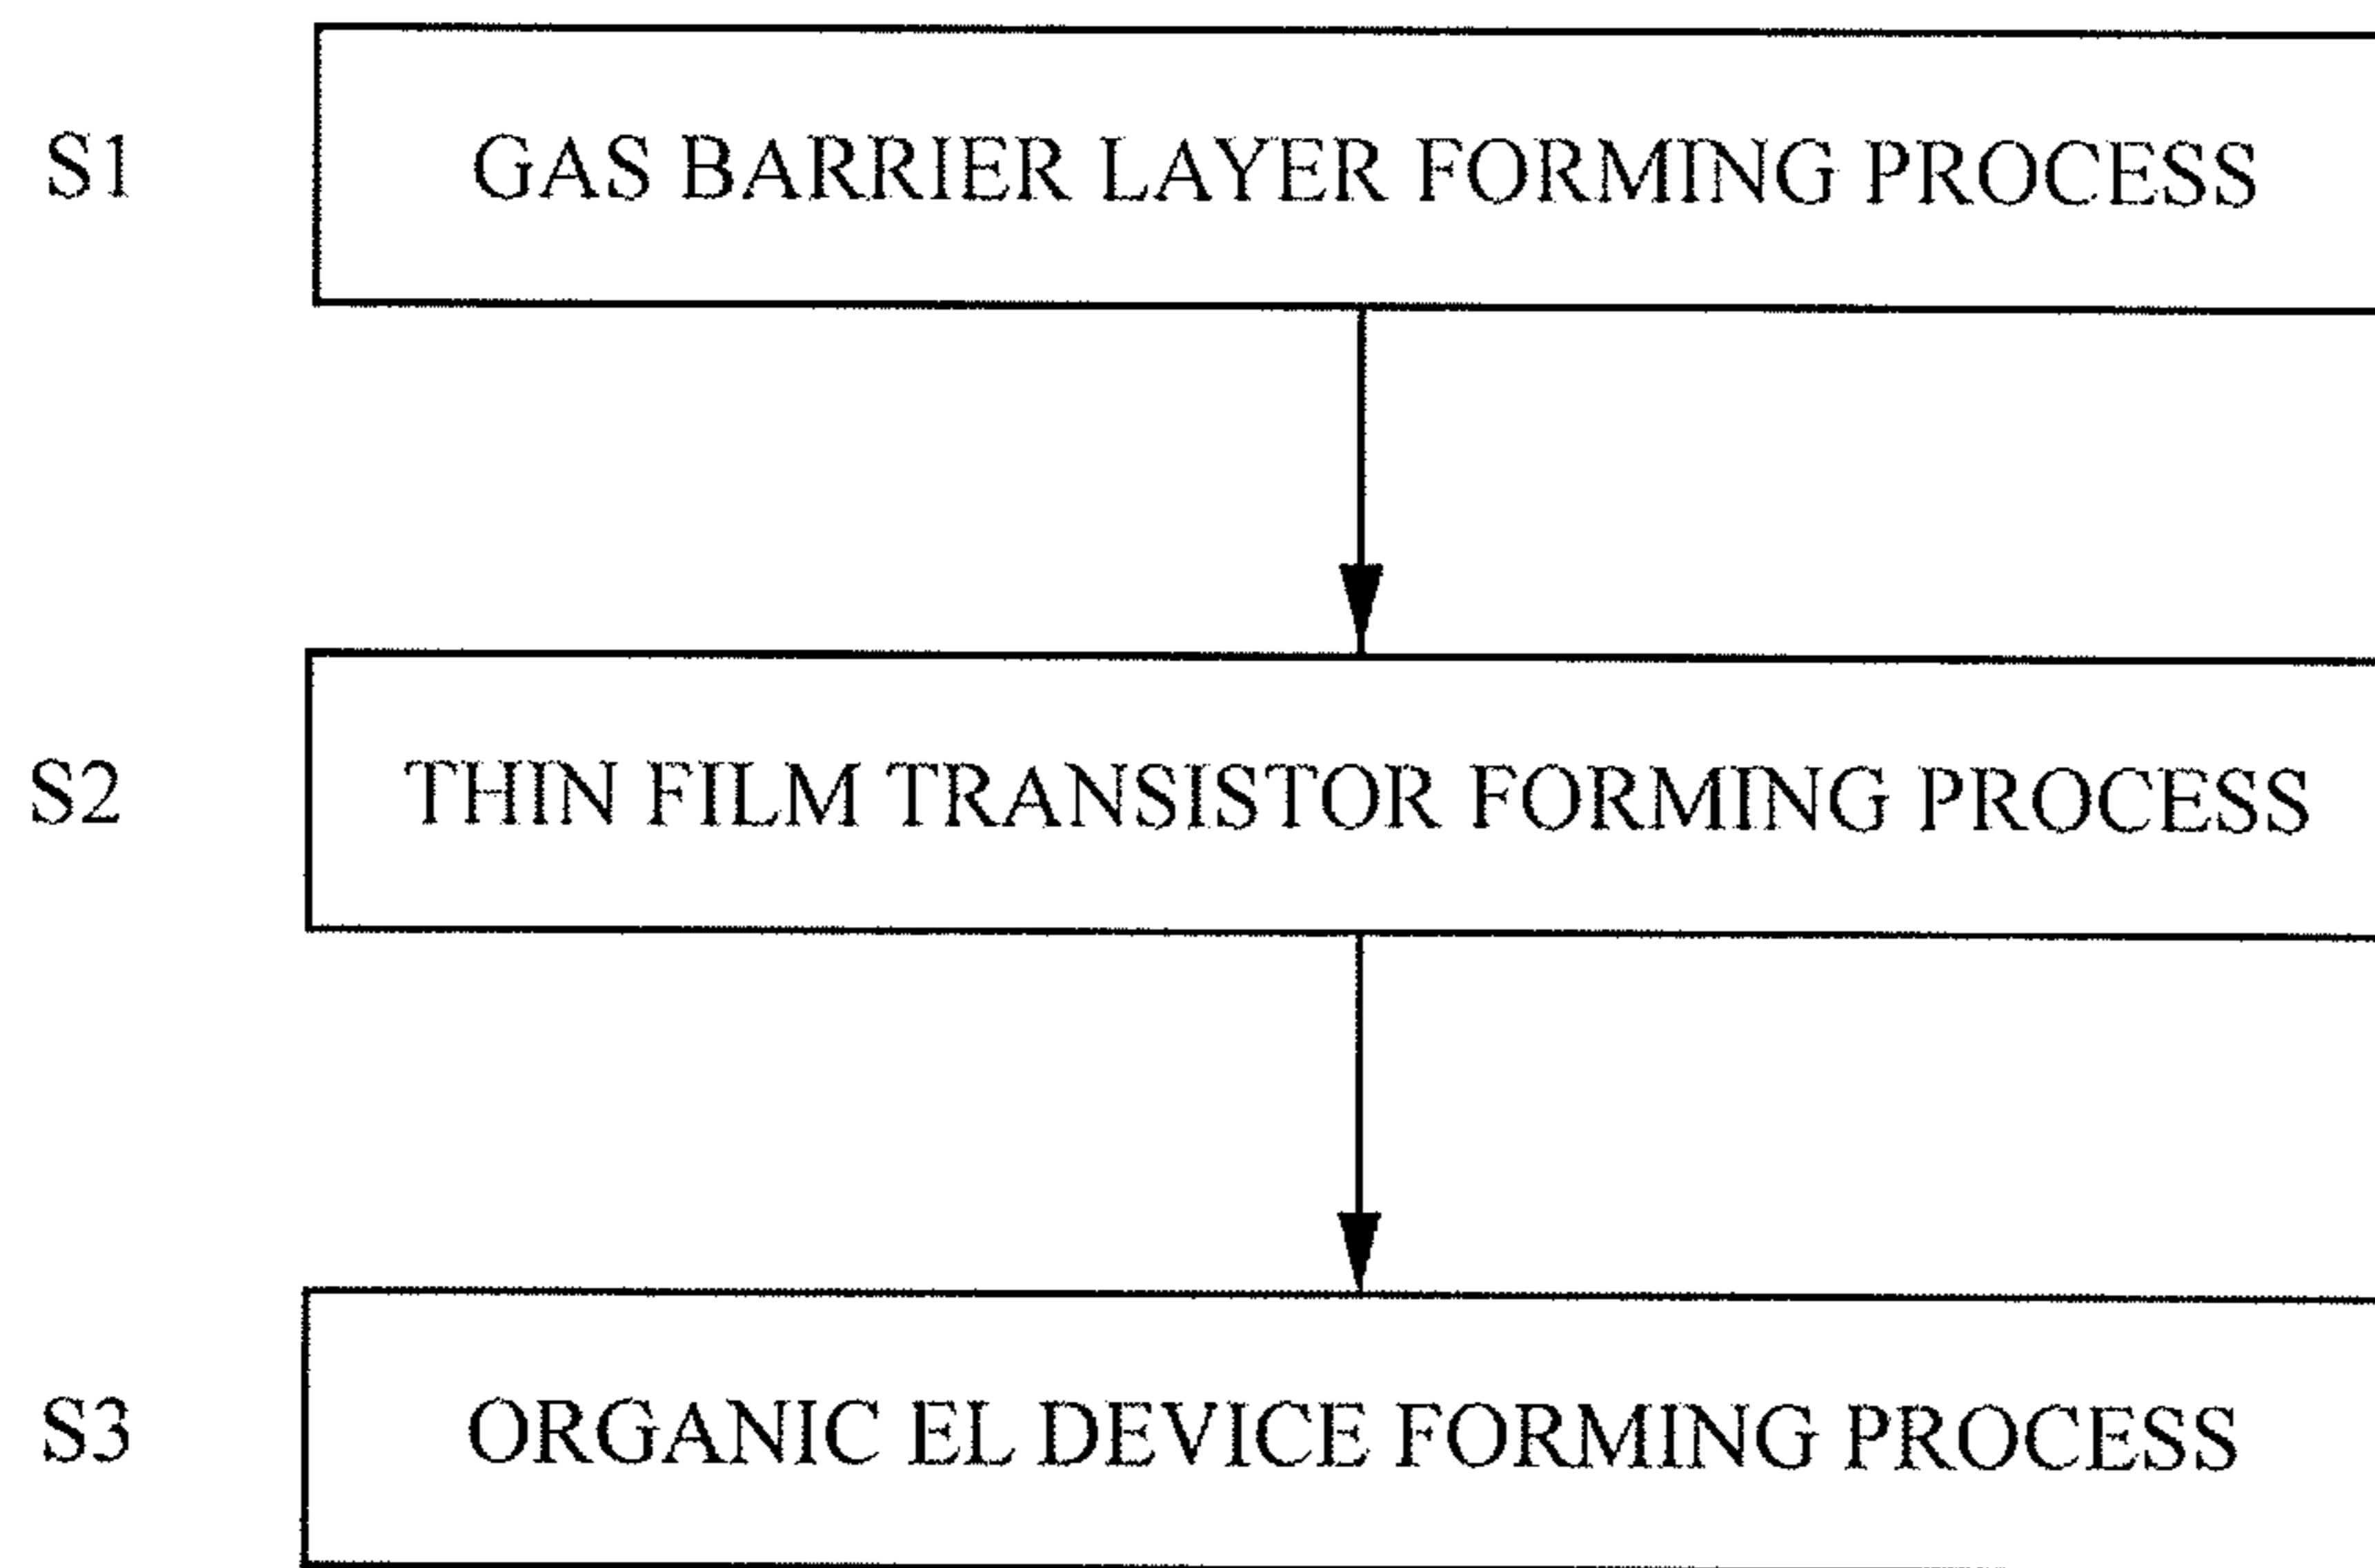 S1 GAS BARRIER LAYER FORMING PROCESS
S2 THIN FILM TRANSISTOR FORMING PROCESS
S3 ORGANIC EL DEVICE FORMING PROCESS